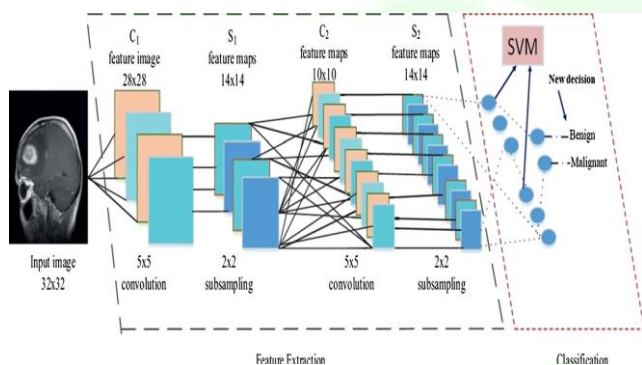 C1
feature image
28x28
S1
feature maps
14x14
C2
feature maps
10x10
S2
feature maps
14x14
SVM
New decision
Benign
Malignant
Input image
32x32
5x5
convolution
2x2
subsampling
5x5
convolution
2x2
subsampling
Feature Extraction
Classification